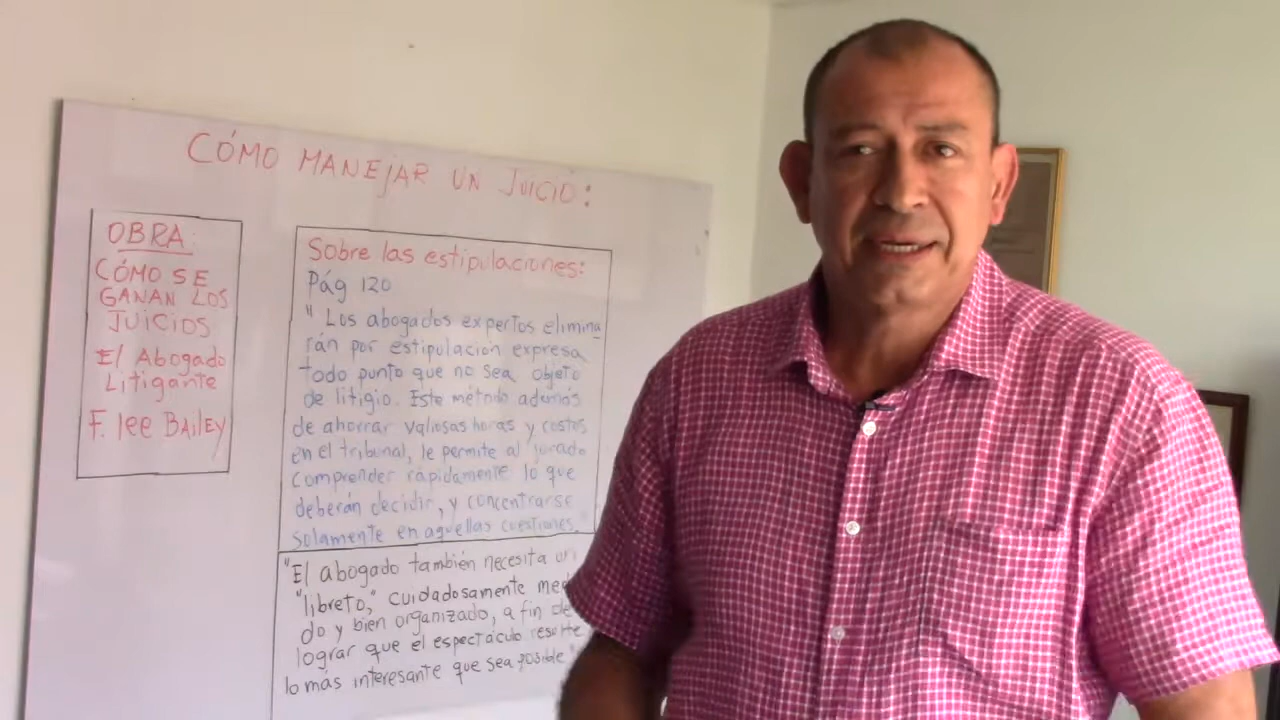 CÓMO MANEJAR UN JUICIO:
OBRA:
CÓMO SE
GANAN LOS
JUICIOS
El Abogado
Litigante
F. lee BAILEY
Sobre las estipulaciones:
Pág 120
" Los abogados expertos elimina
rán por estipulación expresa
todo punto que no sea objeto
de litigio. Este método además
de ahorrar valiosas horas y costos
en el tribunal, le permite al jurado
comprender rápidamente lo que
deberán decidir, y concentrarse
solamente en aquellas cuestiones.
"El abogado también necesita un
"libreto," cuidadosamente
do y bien organizado, a fin de
lograr que el espectáculo resulte
lo más interesante que sea posible"